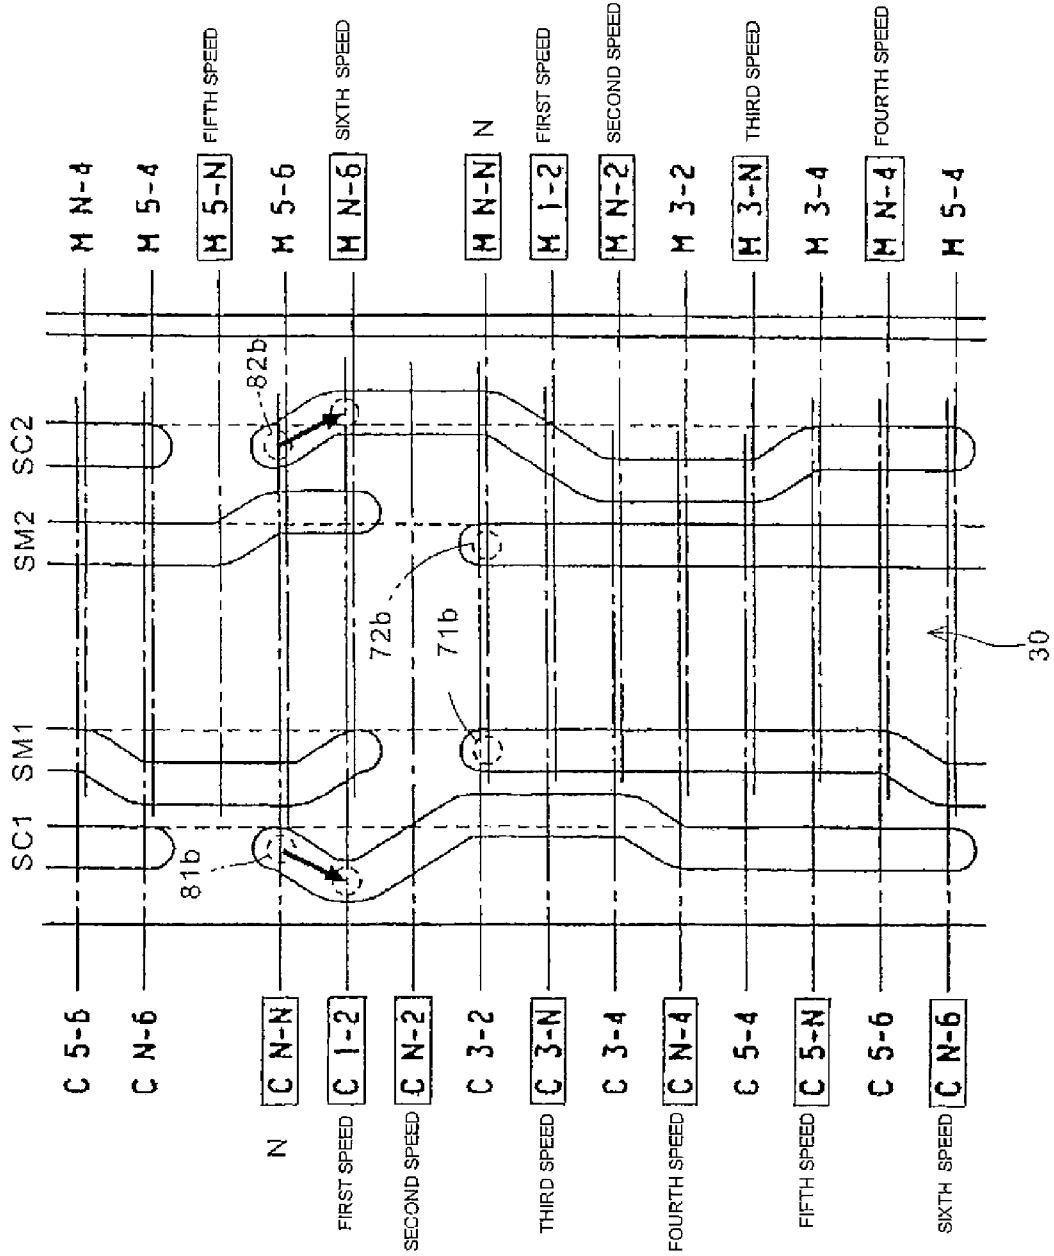 M N-4
M 5-4
M 5-N FIFTH SPEED
M 5-6
M N-6 SIXTH SPEED
M N-N N
M 1-2 FIRST SPEED
M N-2 SECOND SPEED
M 3-2
M 3-N THIRD SPEED
M 3-4
M N-4 FOURTH SPEED
M 5-4
SC2
SM2
SM1
SC1
82b
72b
71b
81b
30
C 5-6
C N-6
N C N-N
FIRST SPEED C 1-2
SECOND SPEED C N-2
C 3-2
THIRD SPEED C 3-N
C 3-4
FOURTH SPEED C N-4
C 5-4
FIFTH SPEED C 5-N
C 5-6
SIXTH SPEED C N-6